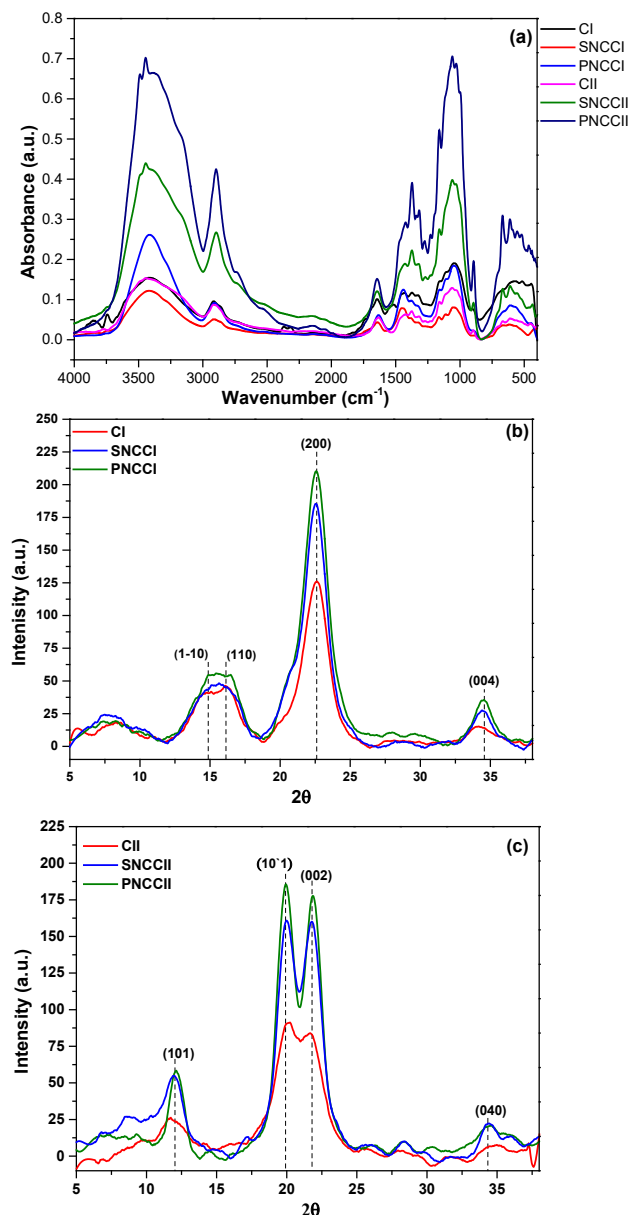 (a)
CI
SNCCI
PNCCI
CII
SNCCII
PNCCII
0.8
0.7
0.6
0.5
0.4
0.3
0.2
0.1
0.0
Absorbance (a.u.)
4000 3500 3000 2500 2000 1500 1000 500
Wavenumber (cm-1)
(b)
CI
SNCCI
PNCCI
250
225
200
175
150
125
100
75
50
25
0
Intenisity (a.u.)
(200)
(1-10)
(110)
(004)
5 10 15 20 25 30 35
2θ
(c)
CII
SNCCII
PNCCII
225
200
175
150
125
100
75
50
25
0
Intensity (a.u.)
(10`1)
(002)
(101)
(040)
5 10 15 20 25 30 35
2θ